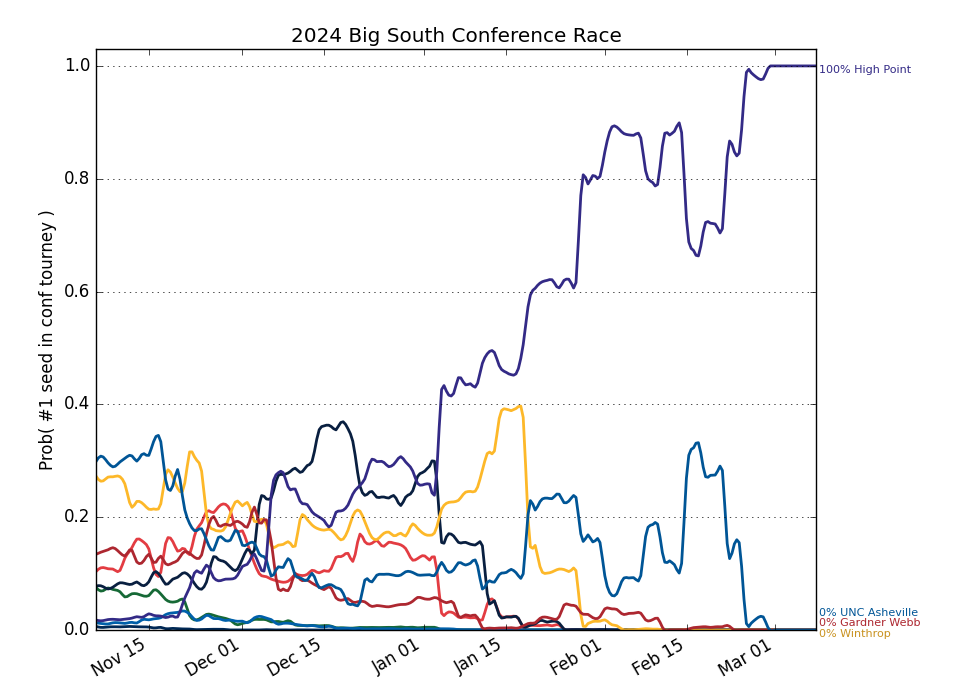 2024 Big South Conference Race
Prob( #1 seed in conf tourney )
1.0
0.8
0.6
0.4
0.2
0.0
100% High Point
0% UNC Asheville
0% Gardner Webb
0% Winthrop
Nov 15
Dec 01
Dec 15
Jan 01
Jan 15
Feb 01
Feb 15
Mar 01